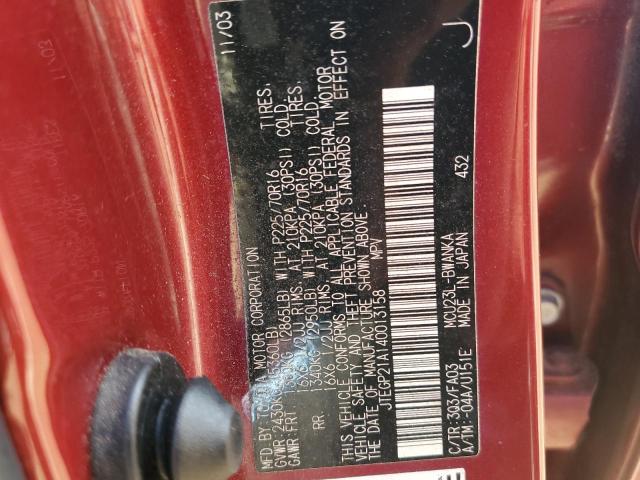 MFD. BY TOYOTA MOTOR CORPORATION 11/03
GVWR: 2430KG (5360LB)
GAWR: FRT 1300KG (2865LB) WITH P225/70R16 TIRES.
16X6 1/2JJ RIMS. AT 210KPA (30PSI) COLD.
RR 1340KG (2950LB) WITH P225/70R16 TIRES.
16X6 1/2JJ RIMS. AT 210KPA (30PSI) COLD.
THIS VEHICLE CONFORMS TO ALL APPLICABLE FEDERAL MOTOR
VEHICLE SAFETY AND THEFT PREVENTION STANDARDS IN EFFECT ON
THE DATE OF MANUFACTURE SHOWN ABOVE.
JTEGP21A140013158 MPV
C/TR:3Q3/FA03 MCU23L-BWANKA
A/TM:-04A/U151E MADE IN JAPAN 432
J